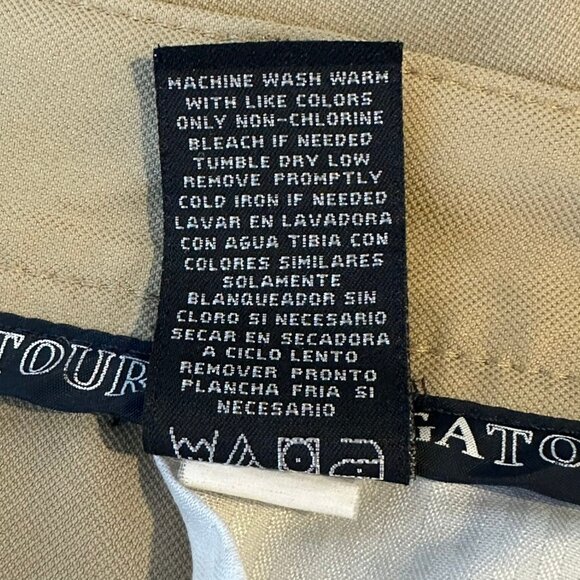 MACHINE WASH WARM
WITH LIKE COLORS
ONLY NON-CHLORINE
BLEACH IF NEEDED
TUMBLE DRY LOW
REMOVE PROMPTLY
COLD IRON IF NEEDED
LAVAR EN LAVADORA
CON AGUA TIBIA CON
COLORES SIMILARES
SOLAMENTE
BLANQUEADOR SIN
CLORO SI NECESARIO
SECAR EN SECADORA
A CICLO LENTO
REMOVER PRONTO
PLANCHA FRIA SI
NECESARIO
TOUR
GATO